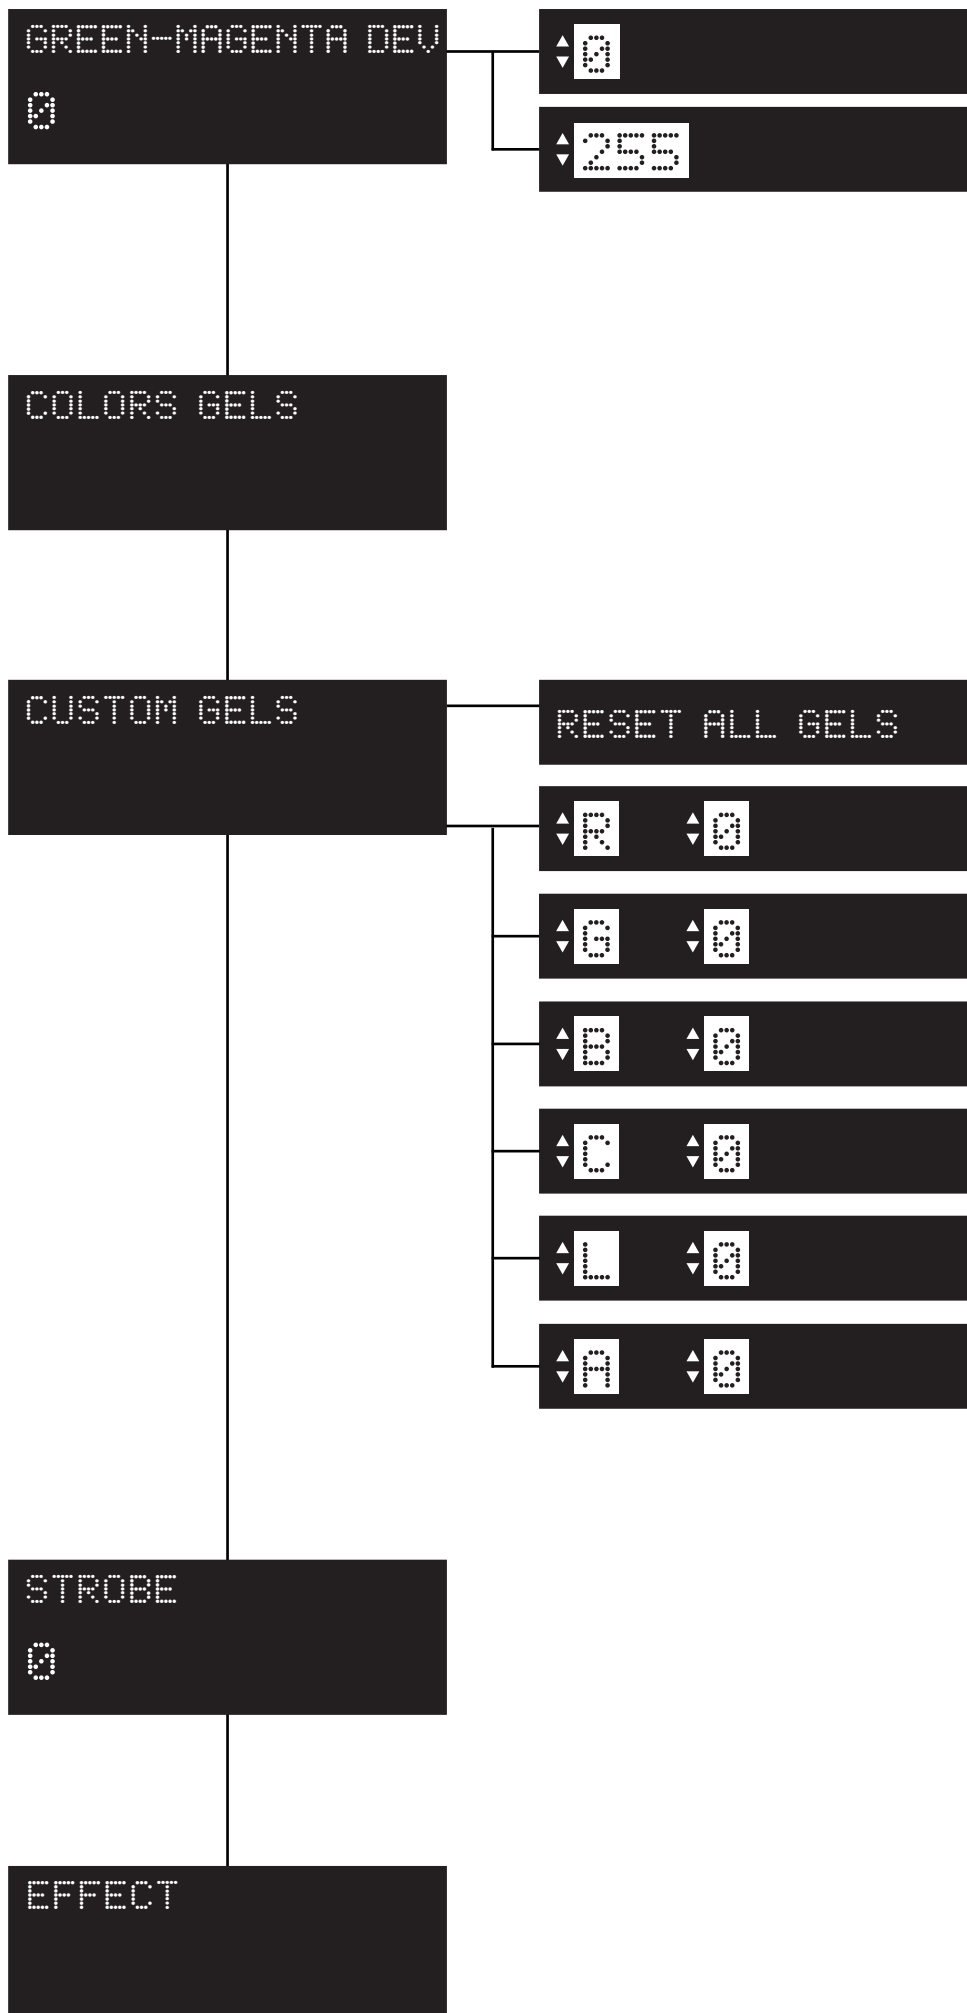 GREEN-MAGENTA DEV
0
0
255
COLORS GELS
CUSTOM GELS
RESET ALL GELS
R 0
G 0
B 0
C 0
L 0
A 0
STROBE
0
EFFECT